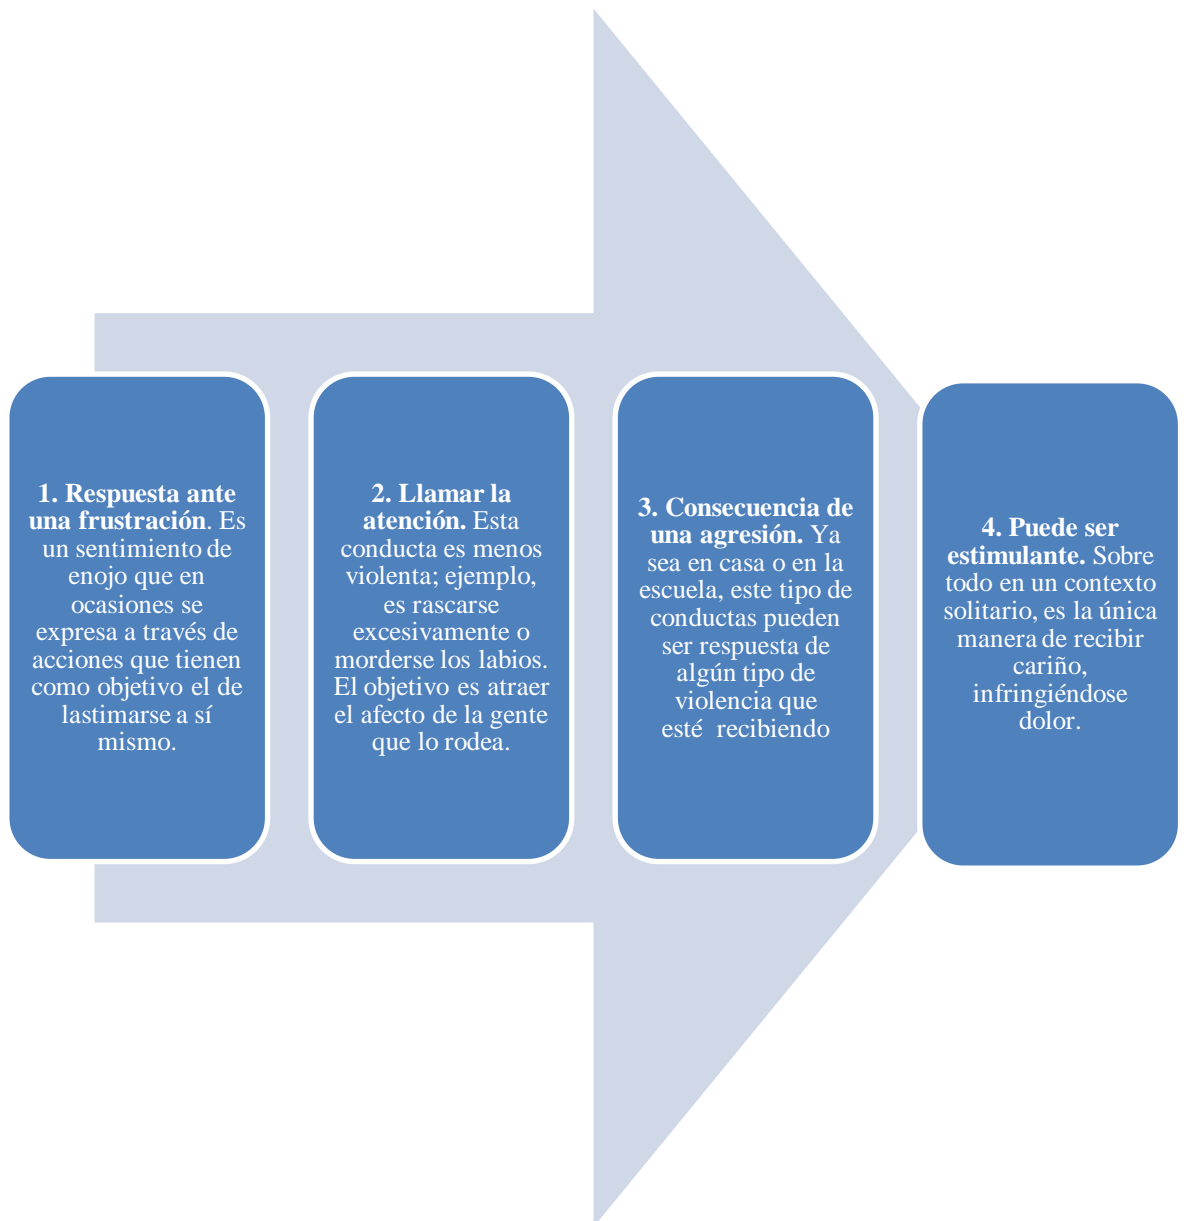 1. Respuesta ante
una frustración. Es
un sentimiento de
enojo que en
ocasiones se
expresa a través de
acciones que tienen
como objetivo el de
lastimarse a sí
mismo.
2. Llamar la
atención. Esta
conducta es menos
violenta; ejemplo,
es rascarse
excesivamente o
morderse los labios.
El objetivo es atraer
el afecto de la gente
que lo rodea.
3. Consecuencia de
una agresión. Ya
sea en casa o en la
escuela, este tipo de
conductas pueden
ser respuesta de
algún tipo de
violencia que
esté recibiendo
4. Puede ser
estimulante. Sobre
todo en un contexto
solitario, es la única
manera de recibir
cariño,
infringiéndose
dolor.